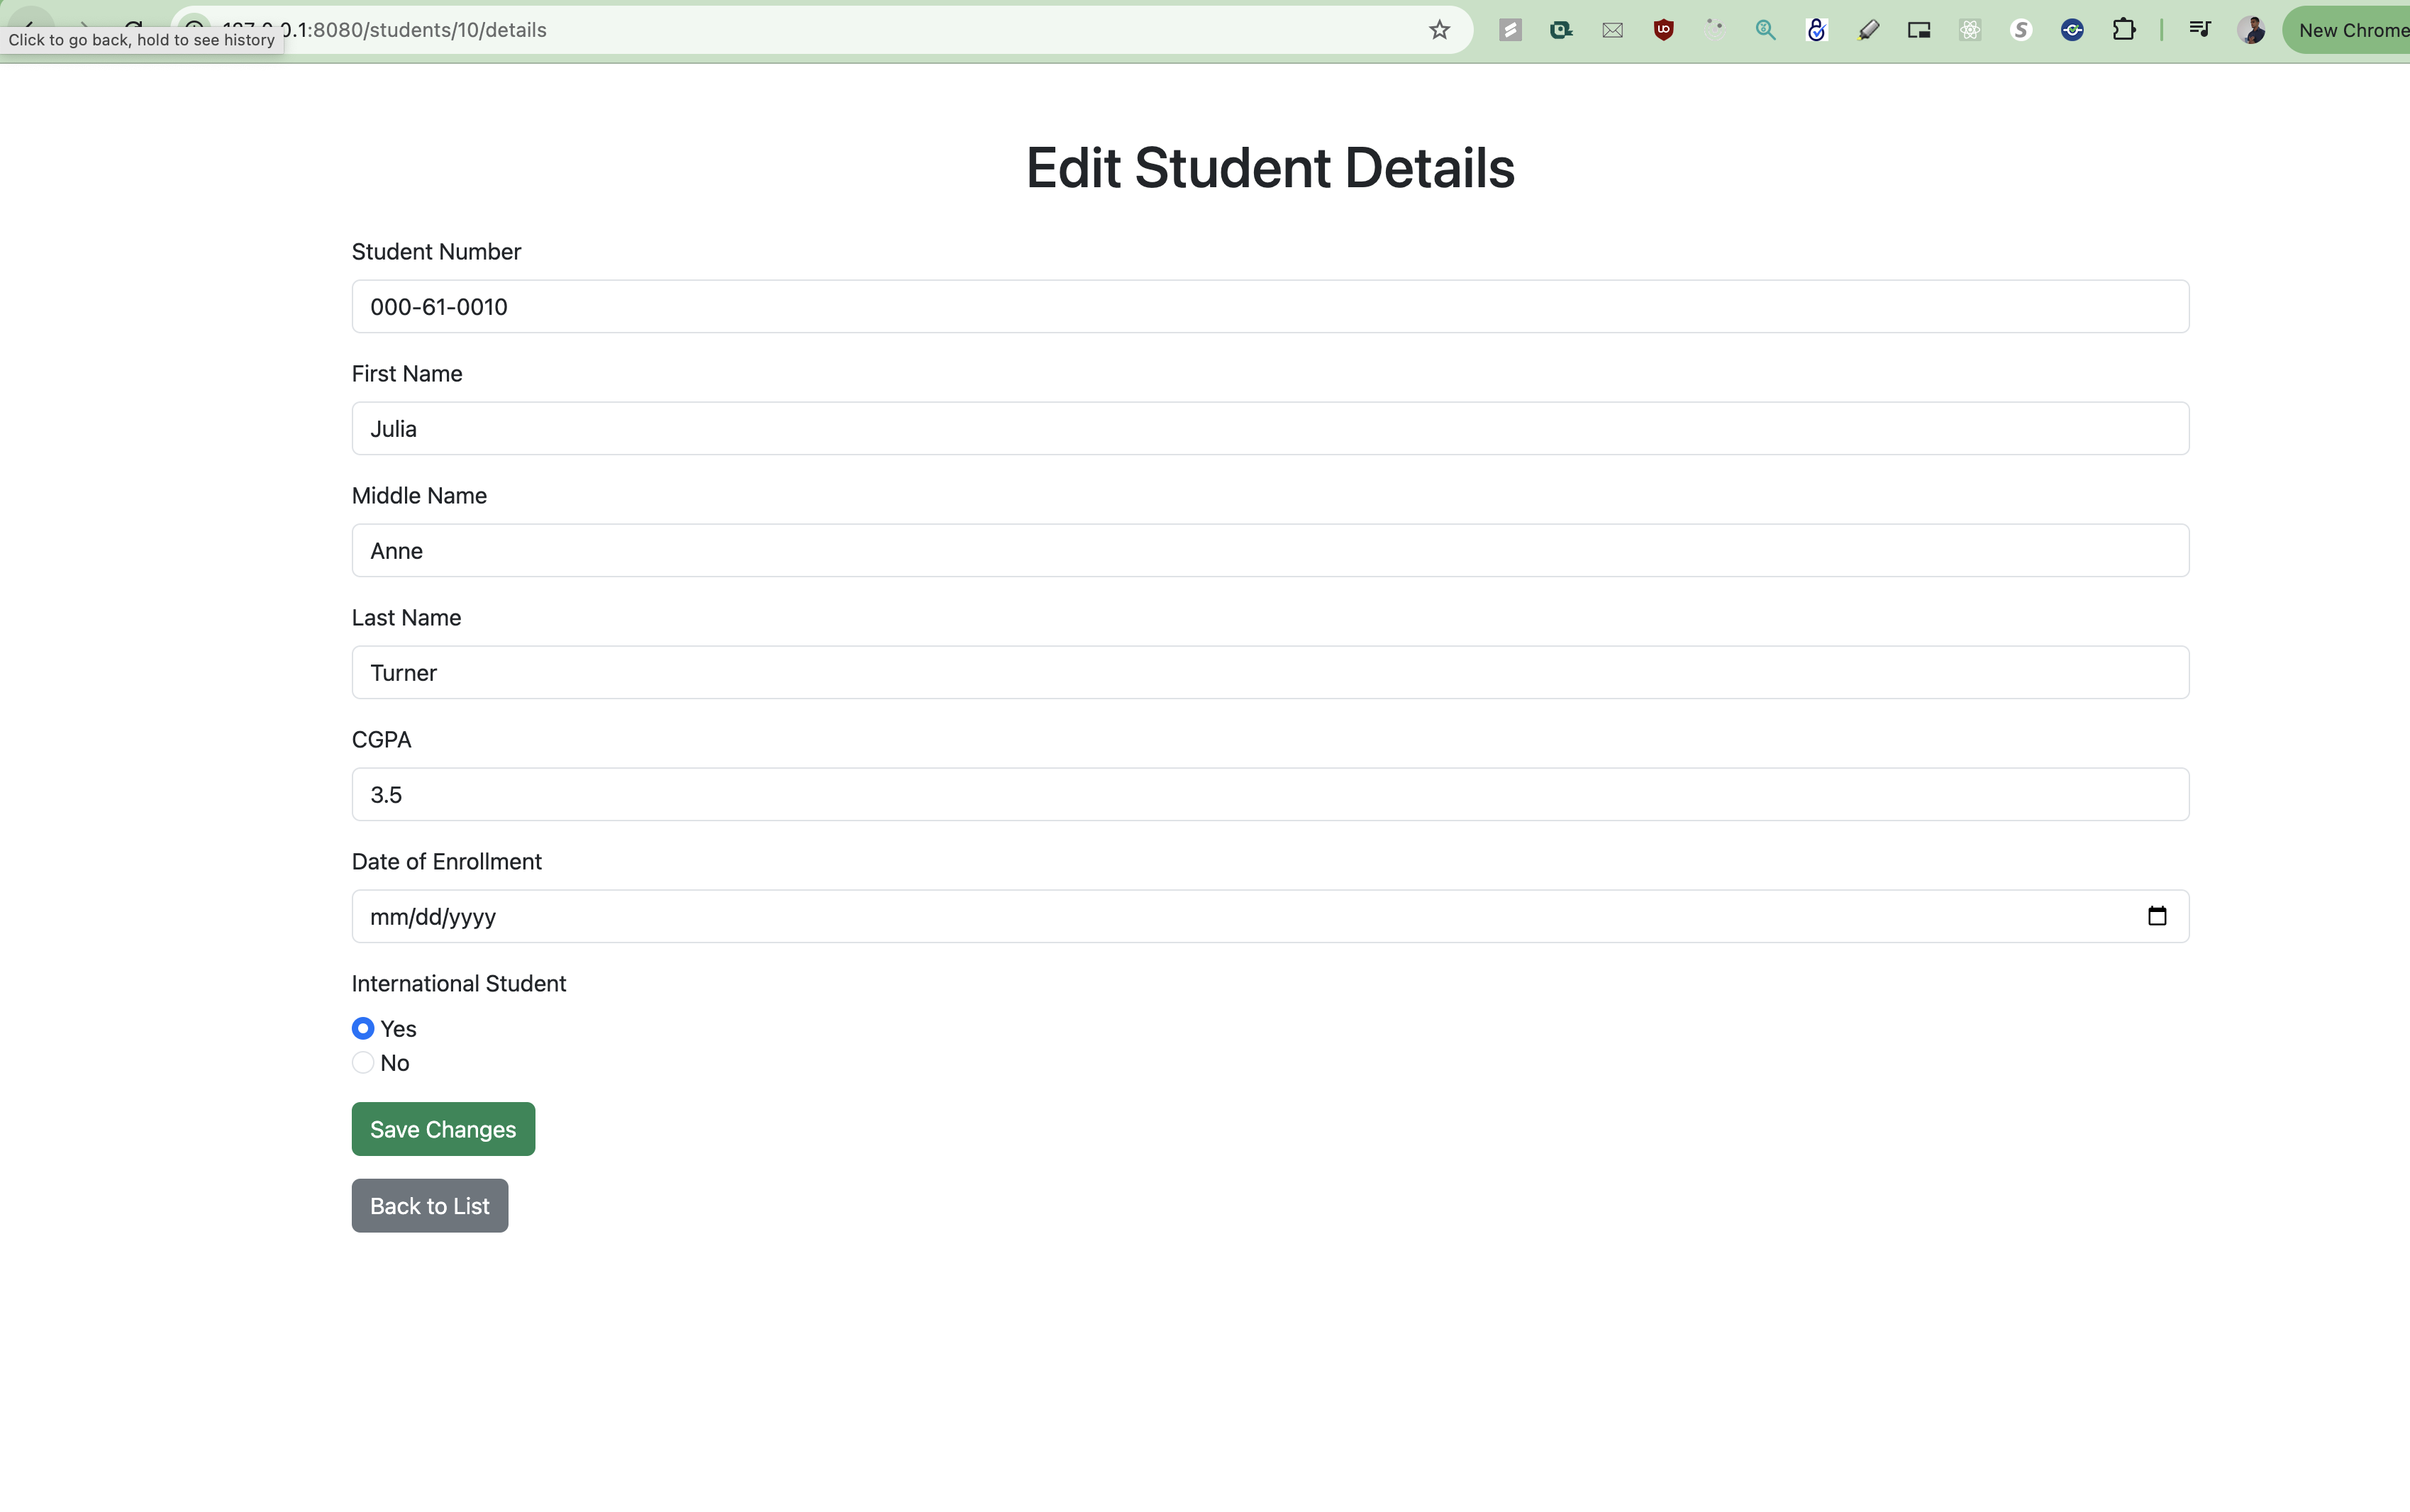 Click to go back, hold to see history
0.1:8080/students/10/details
New Chrome
Edit Student Details
Student Number
000-61-0010
First Name
Julia
Middle Name
Anne
Last Name
Turner
CGPA
3.5
Date of Enrollment
mm/dd/yyyy
International Student
Yes
No
Save Changes
Back to List